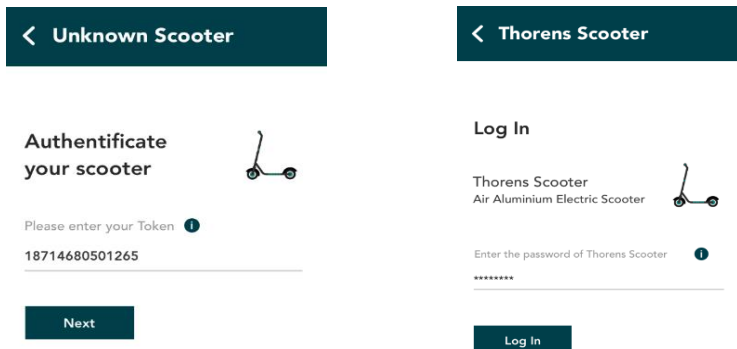 Unknown Scooter
Authentificate
your scooter
Please enter your Token i
18714680501265
Next
Thorens Scooter
Log In
Thorens Scooter
Air Aluminium Electric Scooter
Enter the password of Thorens Scooter i
********
Log In